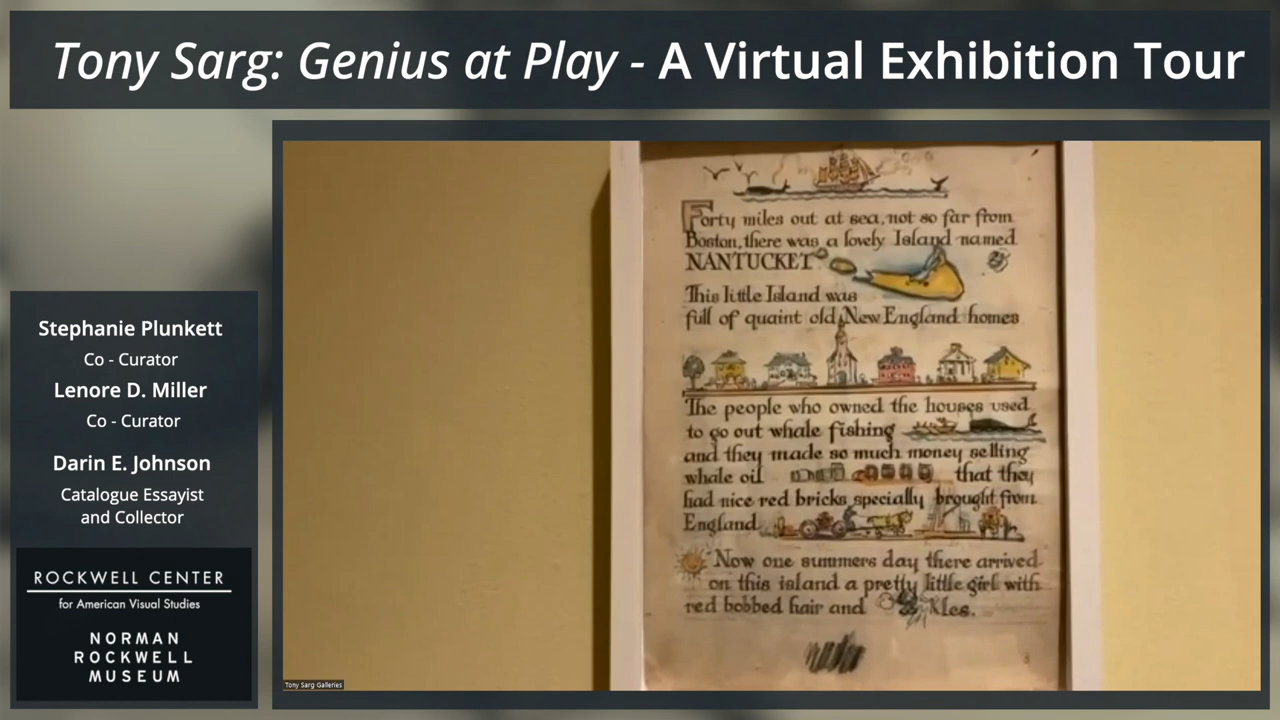 Tony Sarg: Genius at Play - A Virtual Exhibition Tour
Stephanie Plunkett
Co - Curator
Lenore D. Miller
Co - Curator
Darin E. Johnson
Catalogue Essayist
and Collector
ROCKWELL CENTER
for American Visual Studies
NORMAN
ROCKWELL
MUSEUM
Forty miles out at sea, not so far from
Boston, there was a lovely Island named
NANTUCKET
This little Island was
full of quaint old New England homes
The people who owned the houses used
to go out whale fishing
and they made so much money selling
whale oil that they
had nice red bricks specially brought from
England.
Now one summers day there arrived
on this island a pretty little girl with
red bobbed hair and
Tony Sarg Galleries